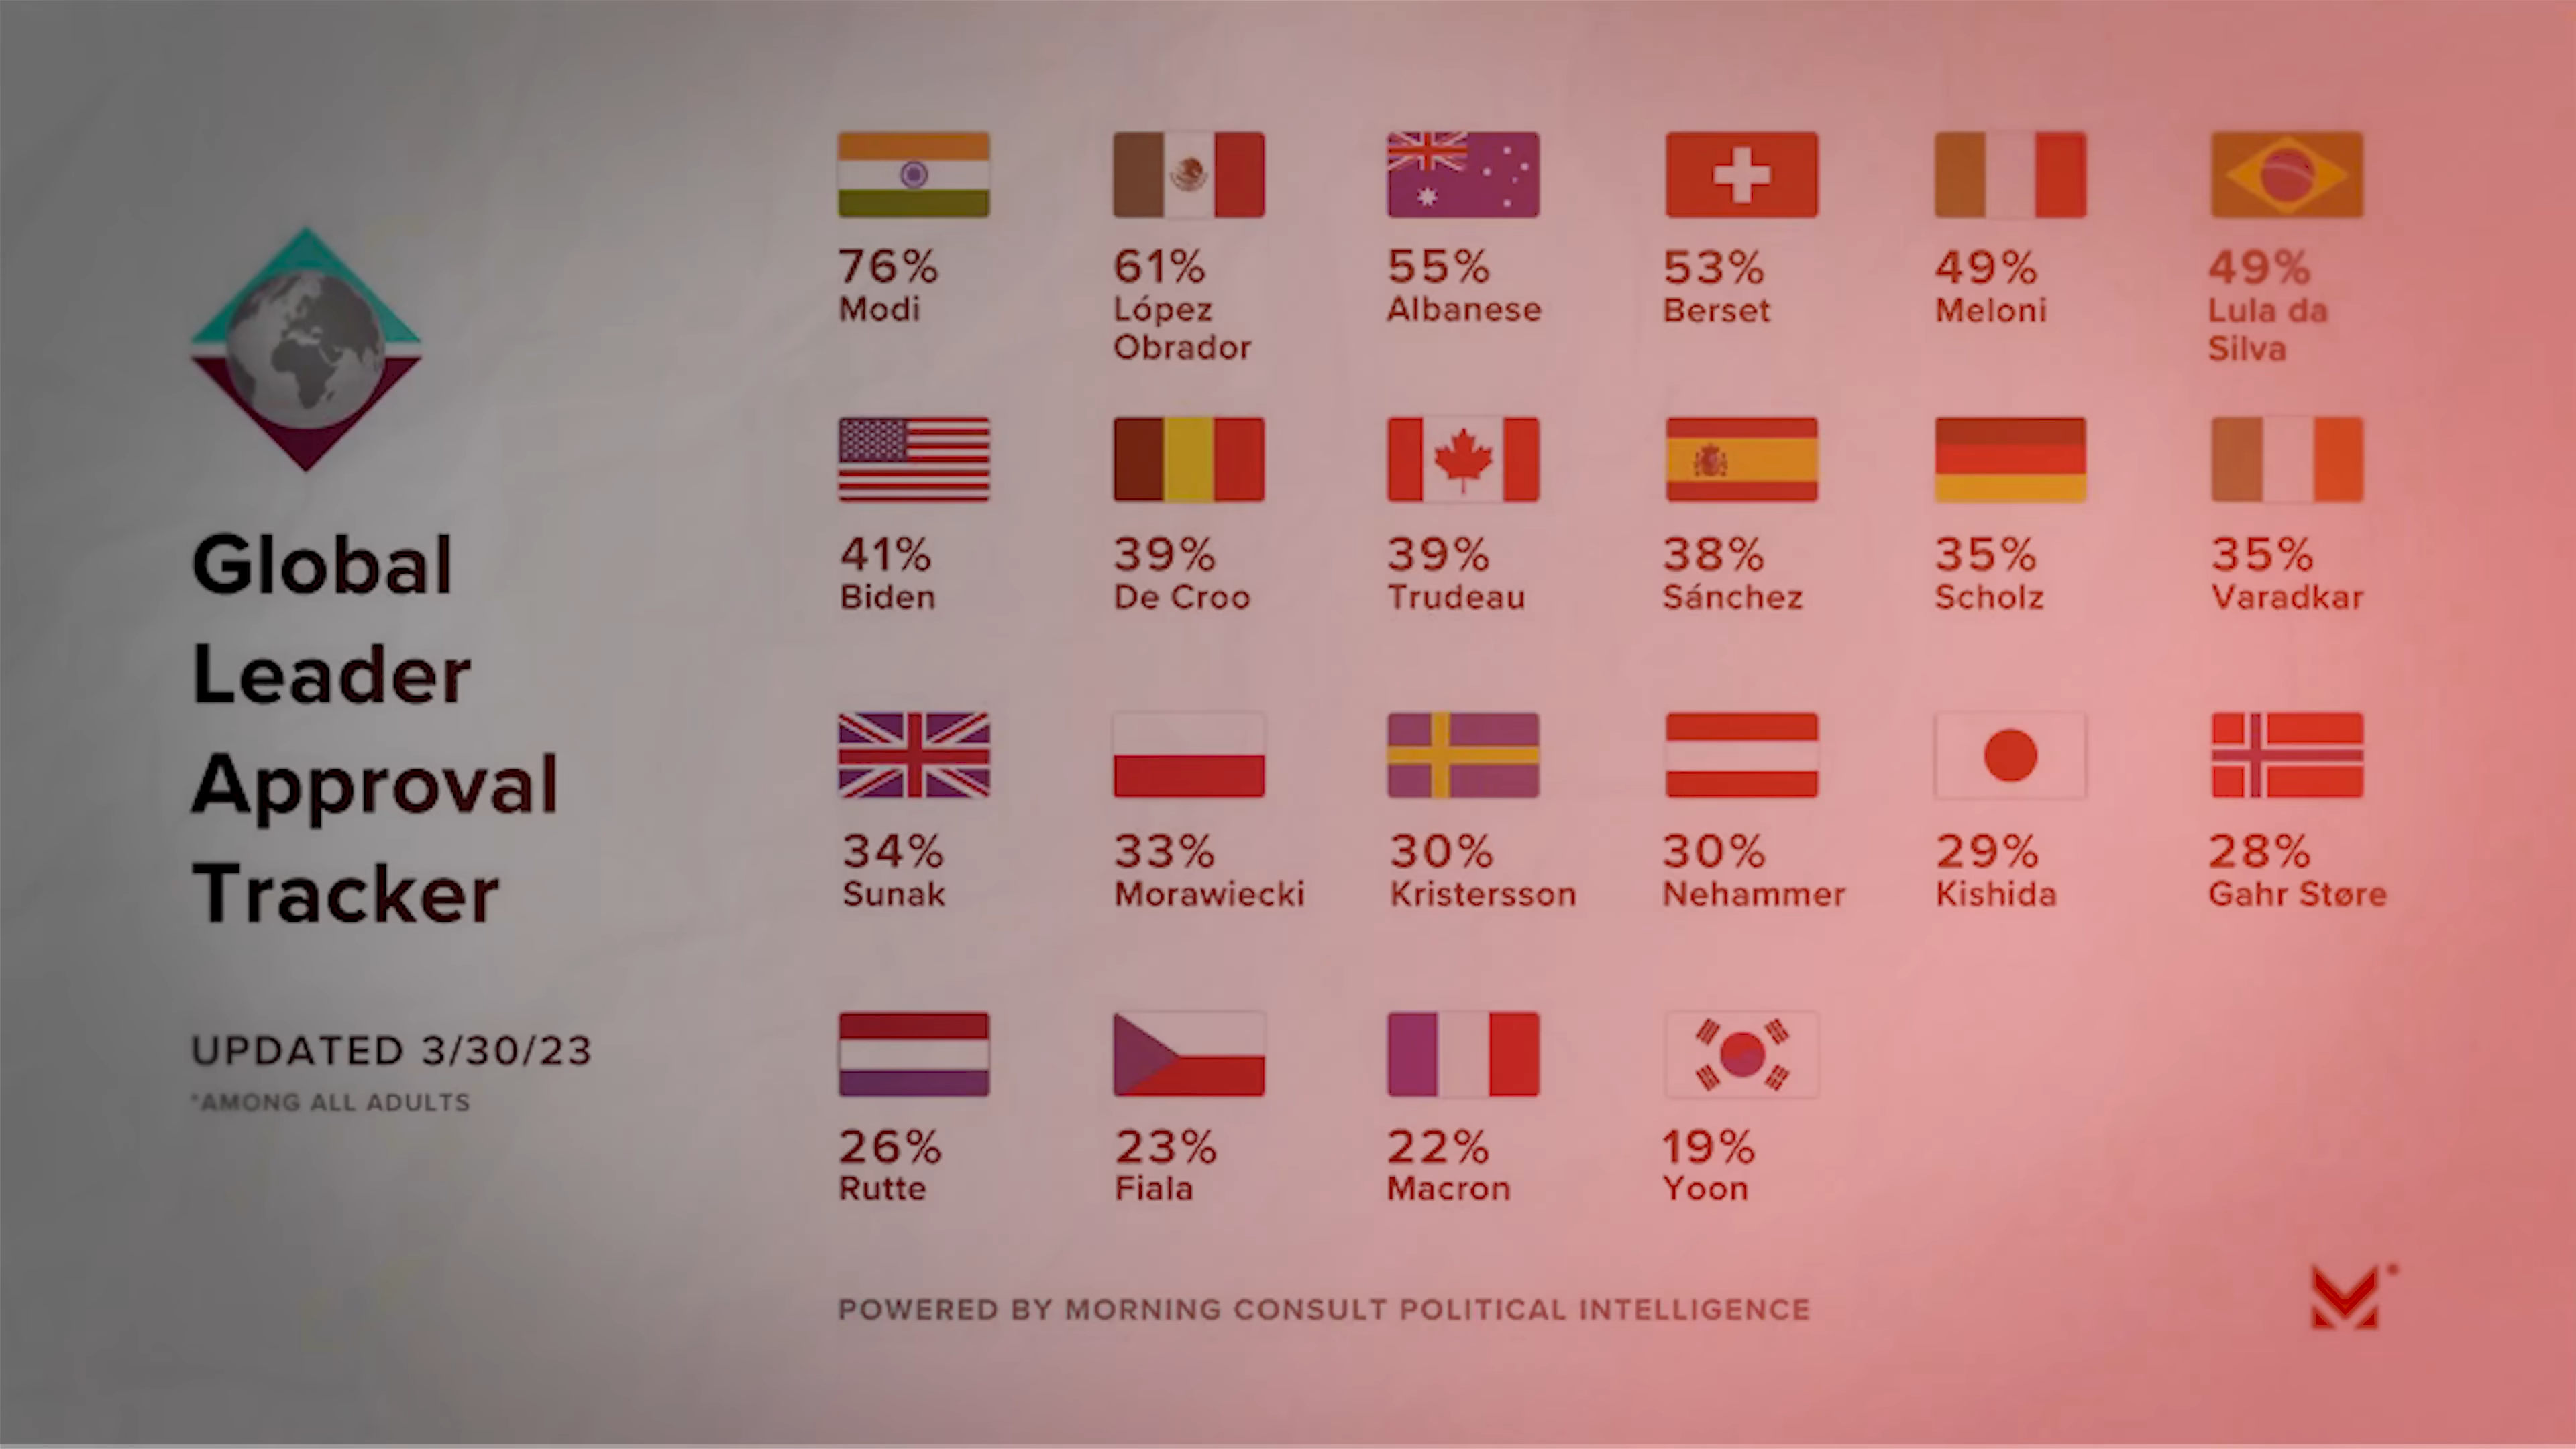 Global
Leader
Approval
Tracker
UPDATED 3/30/23
*AMONG ALL ADULTS
76%
Modi
61%
López
Obrador
55%
Albanese
53%
Berset
49%
Meloni
49%
Lula da
Silva
41%
Biden
39%
De Croo
39%
Trudeau
38%
Sánchez
35%
Scholz
35%
Varadkar
34%
Sunak
33%
Morawiecki
30%
Kristersson
30%
Nehammer
29%
Kishida
28%
Gahr Støre
26%
Rutte
23%
Fiala
22%
Macron
19%
Yoon
POWERED BY MORNING CONSULT POLITICAL INTELLIGENCE